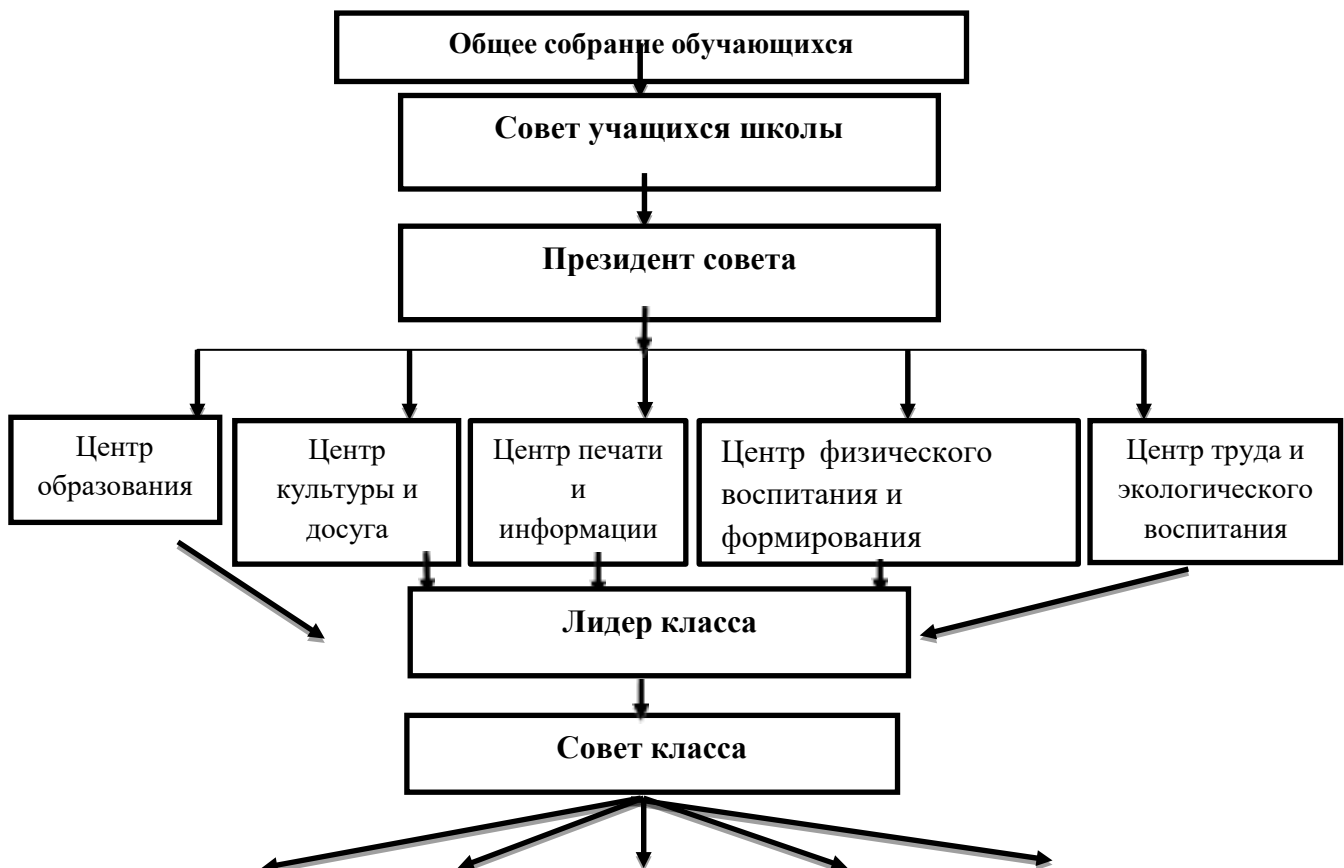 Общее собрание обучающихся
Совет учащихся школы
Президент совета
Центр
образования
Центр
культуры и
досуга
Центр печати
и
информации
Центр физического
воспитания и
формирования
Центр труда и
экологического
воспитания
Лидер класса
Совет класса